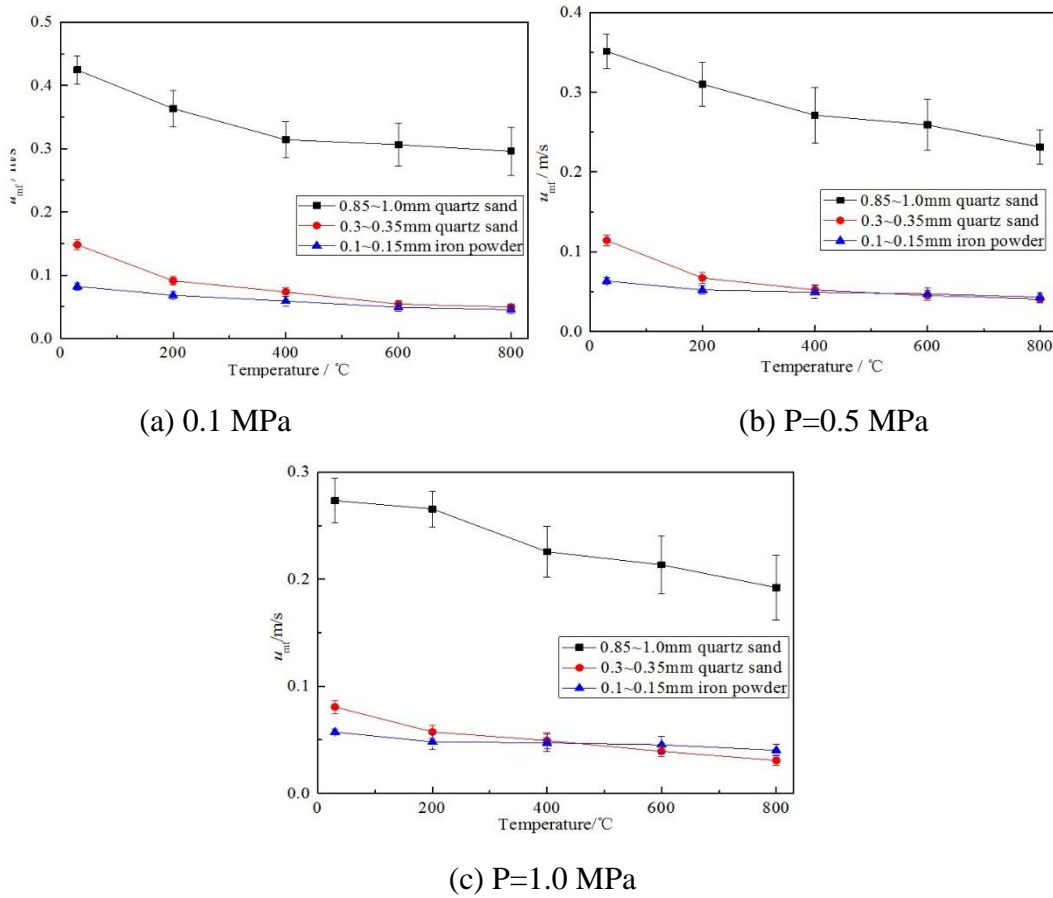 0.5
0.4
0.3
0.2
0.1
0.0
u_mf / m/s
0.85~1.0mm quartz sand
0.3~0.35mm quartz sand
0.1~0.15mm iron powder
0 200 400 600 800
Temperature / ℃
(a) 0.1 MPa
0.4
0.3
0.2
0.1
0.0
u_mf / m/s
0.85~1.0mm quartz sand
0.3~0.35mm quartz sand
0.1~0.15mm iron powder
0 200 400 600 800
Temperature / ℃
(b) P=0.5 MPa
0.3
0.2
0.1
0.0
u_mf/m/s
0.85~1.0mm quartz sand
0.3~0.35mm quartz sand
0.1~0.15mm iron powder
0 200 400 600 800
Temperature/℃
(c) P=1.0 MPa